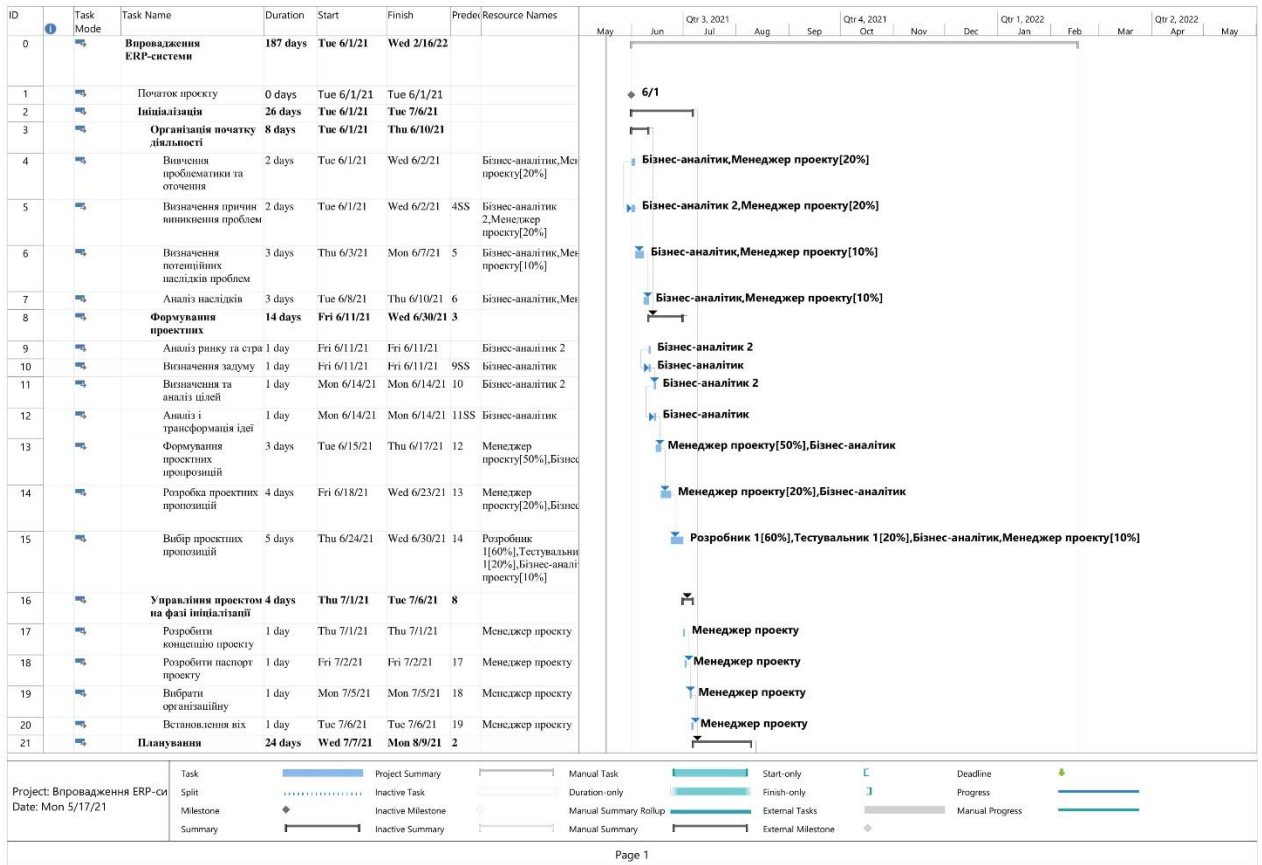 ID Task Mode Task Name Duration Start Finish Predec Resource Names
Qtr 3, 2021 Qtr 4, 2021 Qtr 1, 2022 Qtr 2, 2022
May Jun Jul Aug Sep Oct Nov Dec Jan Feb Mar Apr May
0 Впровадження 187 days Tue 6/1/21 Wed 2/16/22
ERP-системи
1 Початок проєкту 0 days Tue 6/1/21 Tue 6/1/21 6/1
2 Ініціалізація 26 days Tue 6/1/21 Tue 7/6/21
3 Організація початку 8 days Tue 6/1/21 Thu 6/10/21
діяльності
4 Вивчення 2 days Tue 6/1/21 Wed 6/2/21 Бізнес-аналітик,Мен Бізнес-аналітик,Менеджер проекту[20%]
проблематики та проекту[20%]
оточення
5 Визначення причин 2 days Tue 6/1/21 Wed 6/2/21 4SS Бізнес-аналітик Бізнес-аналітик 2,Менеджер проекту[20%]
виникнення проблем 2,Менеджер
проекту[20%]
6 Визначення 3 days Thu 6/3/21 Mon 6/7/21 5 Бізнес-аналітик,Мен Бізнес-аналітик,Менеджер проекту[10%]
потенційних проекту[10%]
наслідків проблем
7 Аналіз наслідків 3 days Tue 6/8/21 Thu 6/10/21 6 Бізнес-аналітик,Мен Бізнес-аналітик,Менеджер проекту[10%]
8 Формування 14 days Fri 6/11/21 Wed 6/30/21 3
проектних
9 Аналіз ринку та стра 1 day Fri 6/11/21 Fri 6/11/21 Бізнес-аналітик 2 Бізнес-аналітик 2
10 Визначення задуму 1 day Fri 6/11/21 Fri 6/11/21 9SS Бізнес-аналітик Бізнес-аналітик
11 Визначення та 1 day Mon 6/14/21 Mon 6/14/21 10 Бізнес-аналітик 2 Бізнес-аналітик 2
аналіз цілей
12 Аналіз і 1 day Mon 6/14/21 Mon 6/14/21 11SS Бізнес-аналітик Бізнес-аналітик
трансформація ідеї
13 Формування 3 days Tue 6/15/21 Thu 6/17/21 12 Менеджер Менеджер проекту[50%],Бізнес-аналітик
проектних проекту[50%],Бізнес
пропрозицій
14 Розробка проектних 4 days Fri 6/18/21 Wed 6/23/21 13 Менеджер Менеджер проекту[20%],Бізнес-аналітик
пропозицій проекту[20%],Бізнес
15 Вибір проектних 5 days Thu 6/24/21 Wed 6/30/21 14 Розробник Розробник 1[60%],Тестувальник 1[20%],Бізнес-аналітик,Менеджер проекту[10%]
пропозицій 1[60%],Тестувальни
1[20%],Бізнес-аналіт
проекту[10%]
16 Управління проектом 4 days Thu 7/1/21 Tue 7/6/21 8
на фазі ініціалізації
17 Розробити 1 day Thu 7/1/21 Thu 7/1/21 Менеджер проекту Менеджер проекту
концепцію проекту
18 Розробити паспорт 1 day Fri 7/2/21 Fri 7/2/21 17 Менеджер проекту Менеджер проекту
проекту
19 Вибрати 1 day Mon 7/5/21 Mon 7/5/21 18 Менеджер проекту Менеджер проекту
організаційну
20 Встановлення віх 1 day Tue 7/6/21 Tue 7/6/21 19 Менеджер проекту Менеджер проекту
21 Планування 24 days Wed 7/7/21 Mon 8/9/21 2
Project: Впровадження ERP-си
Date: Mon 5/17/21
Task Project Summary Manual Task Start-only Deadline
Split Inactive Task Duration-only Finish-only Progress
Milestone Inactive Milestone Manual Summary Rollup External Tasks Manual Progress
Summary Inactive Summary Manual Summary External Milestone
Page 1